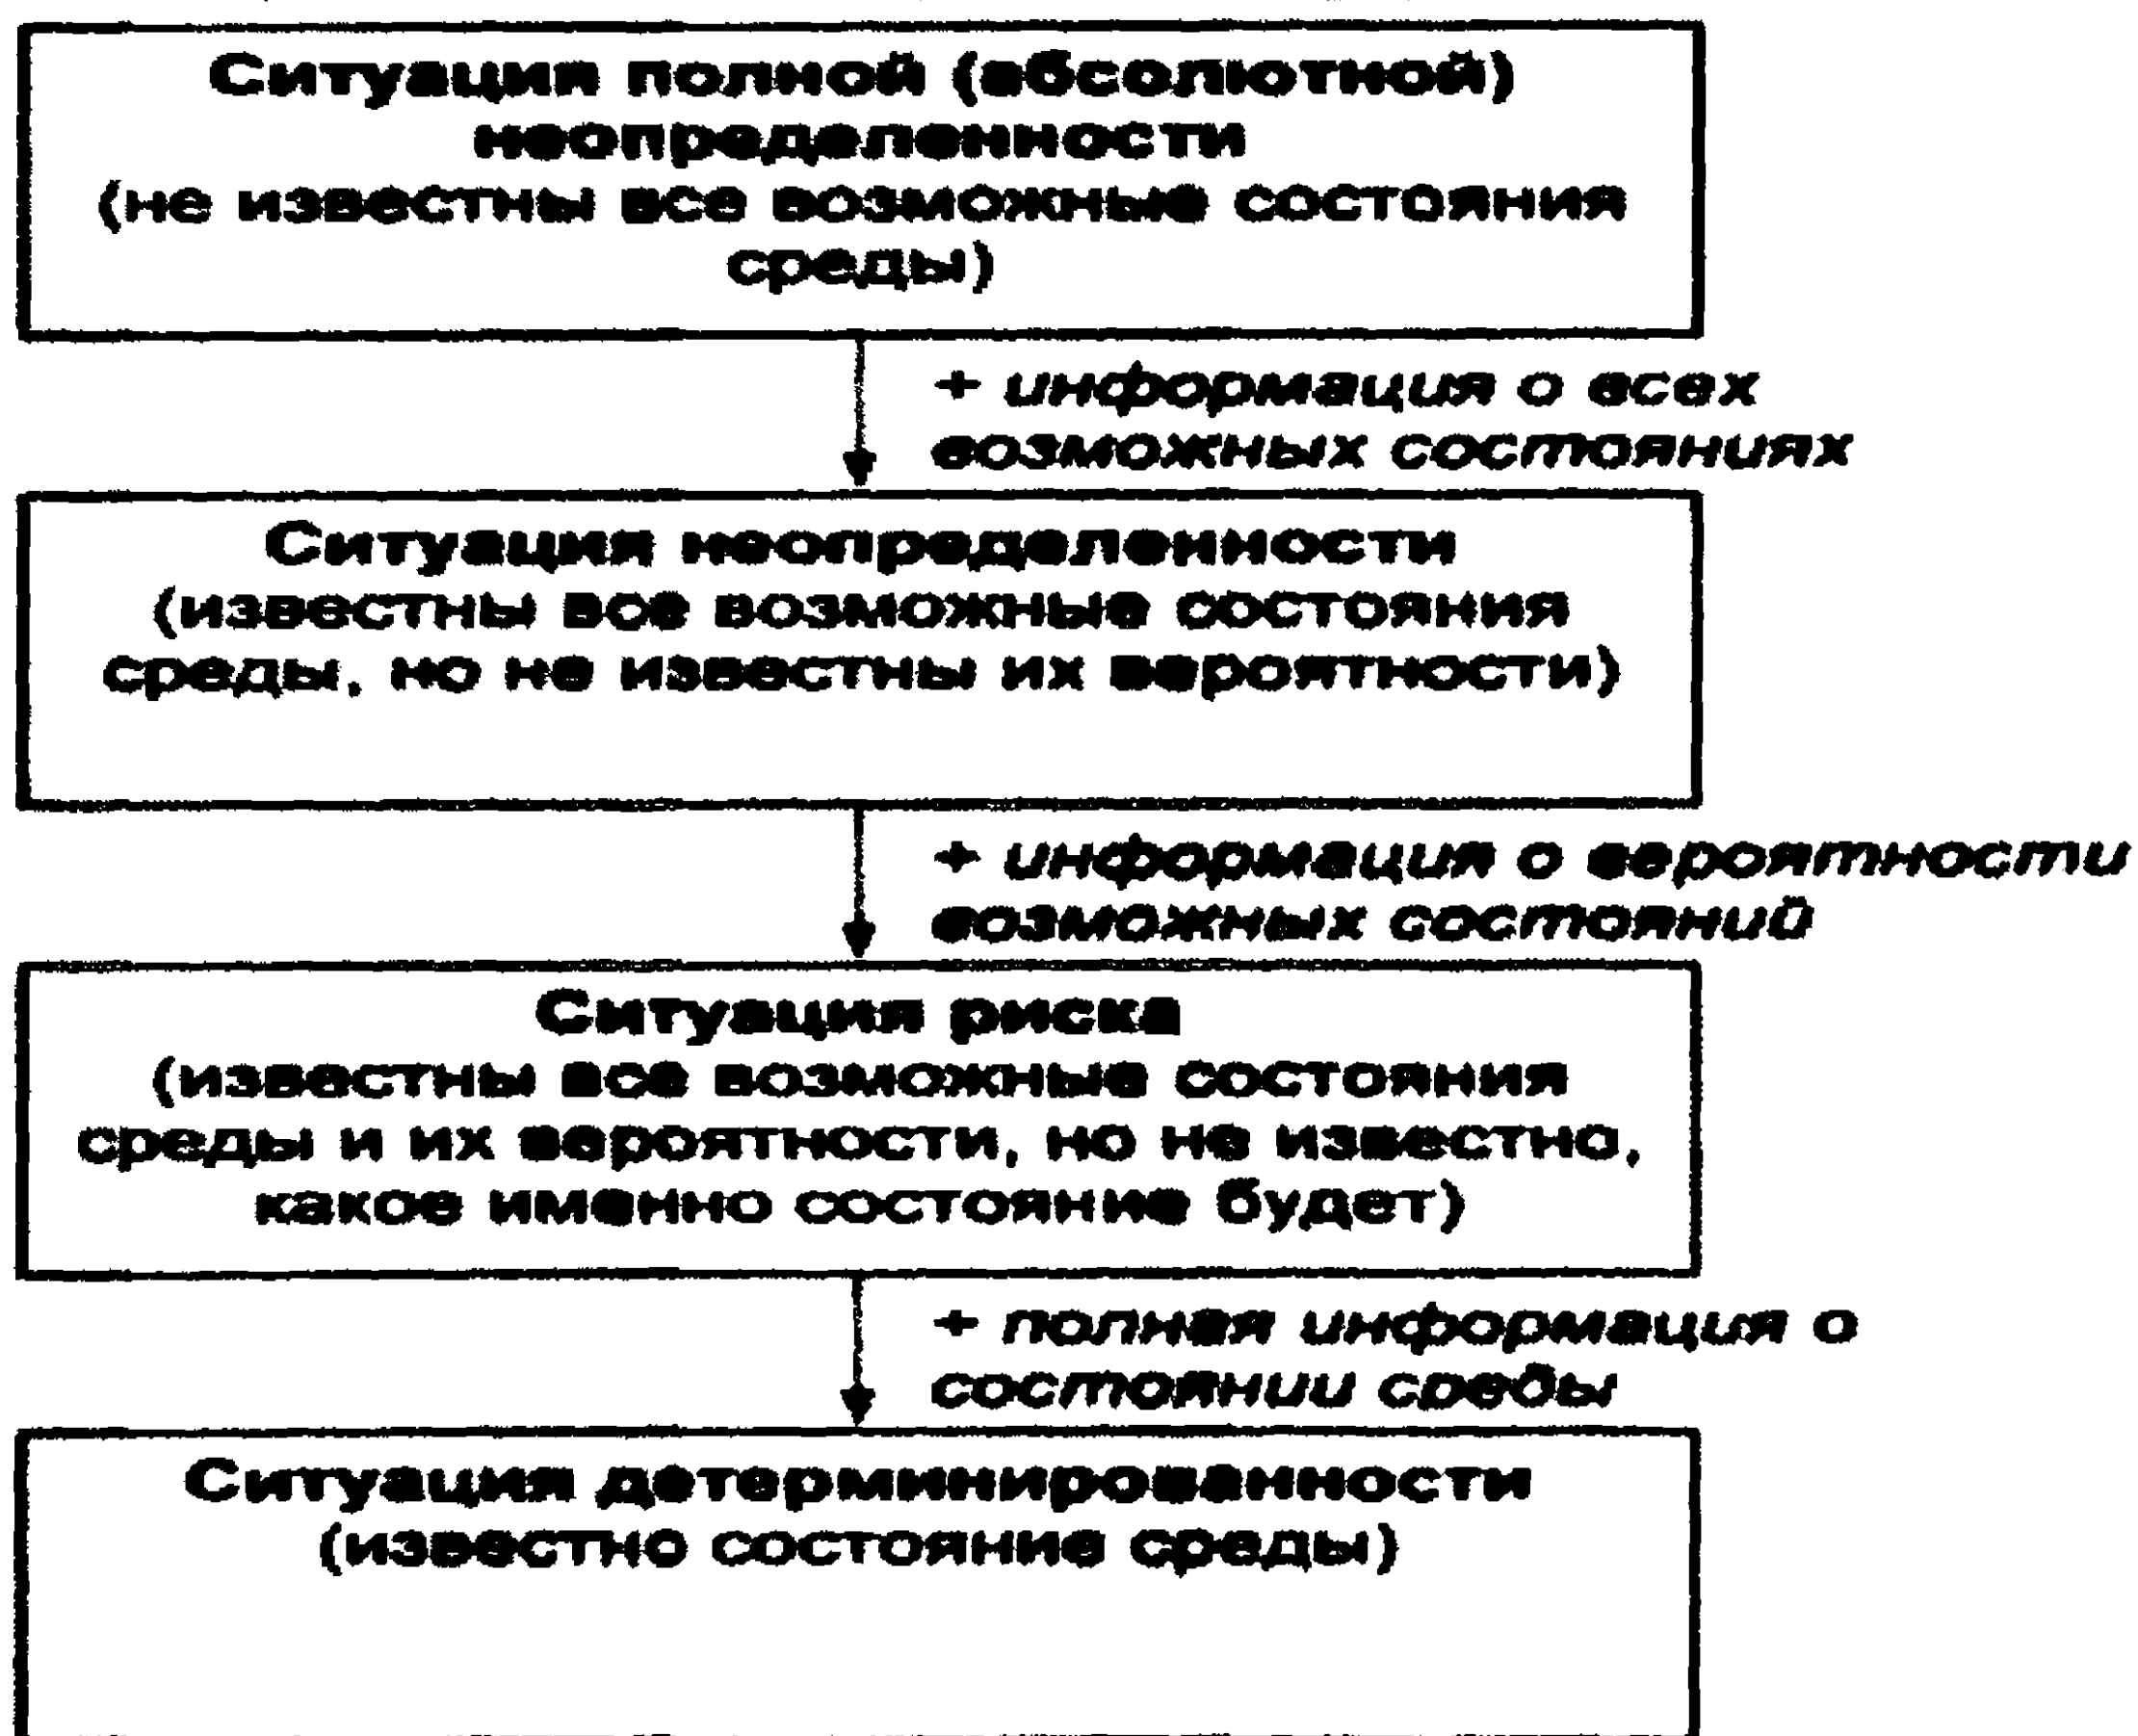 Ситуация полной (абсолютной)
неопределенности
(не известны все возможные состояния
среды)
+ информация о всех
возможных состояниях
Ситуация неопределенности
(известны все возможные состояния
среды, но не известны их вероятности)
+ информация о вероятности
возможных состояний
Ситуация риска
(известны все возможные состояния
среды и их вероятности, но не известно,
какое именно состояние будет)
+ полная информация о
состоянии среды
Ситуация детерминированности
(известно состояние среды)